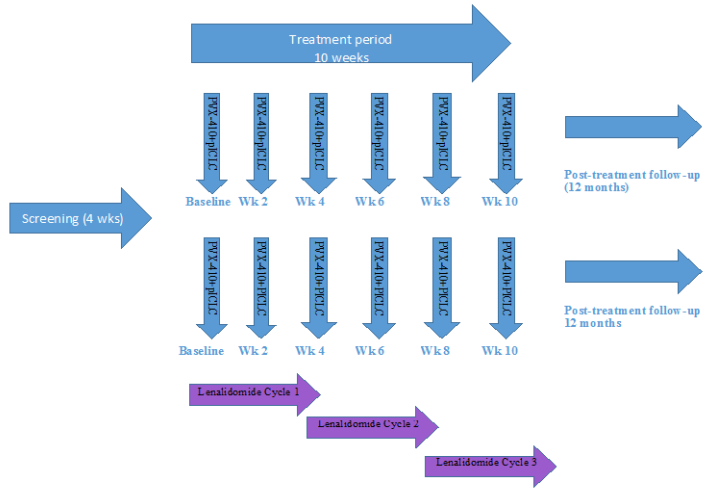 Treatment period
10 weeks
PVX-410+pICLC
PVX-410+pICLC
PVX-410+pICLC
PVX-410+pICLC
PVX-410+pICLC
PVX-410+pICLC
Post-treatment follow-up
(12 months)
Baseline Wk 2 Wk 4 Wk 6 Wk 8 Wk 10
Screening (4 wks)
PVX-410+pICLC
PVX-410+PICLC
PVX-410+PICLC
PVX-410+PICLC
PVX-410+PICLC
PVX-410+PICLC
Post-treatment follow-up
12 months
Baseline Wk 2 Wk 4 Wk 6 Wk 8 Wk 10
Lenalidomide Cycle 1
Lenalidomide Cycle 2
Lenalidomide Cycle 3